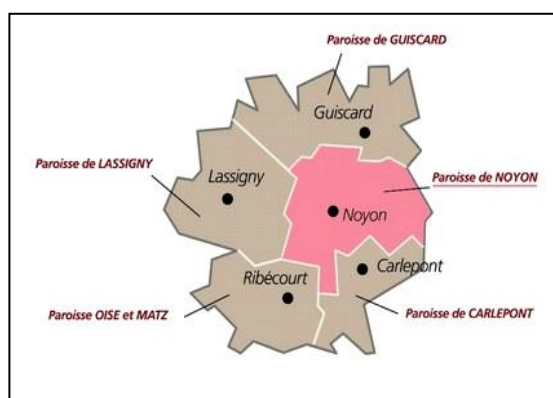 Paroisse de GUISCARD
Guiscard
Paroisse de LASSIGNY
Lassigny
Paroisse de NOYON
Noyon
Carlepont
Ribécourt
Paroisse OISE et MATZ
Paroisse de CARLEPONT